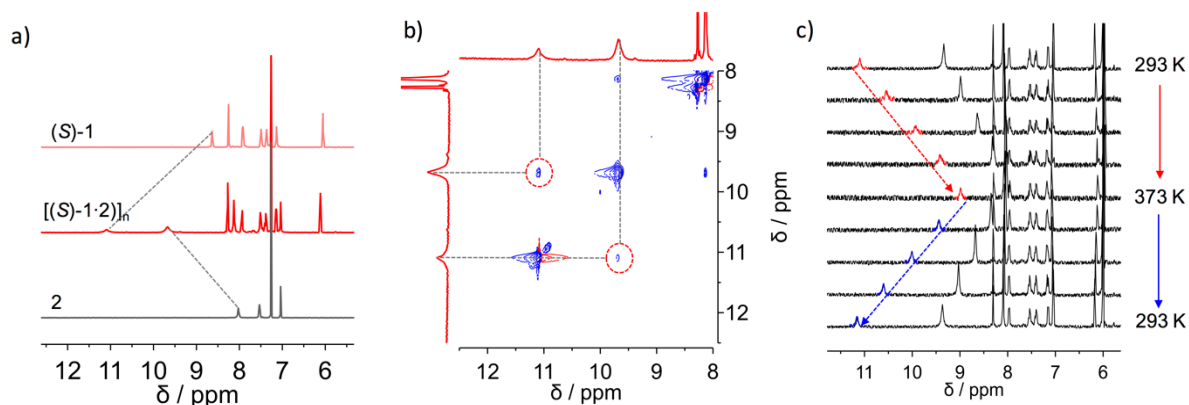 a)
(S)-1
[(S)-1·2)]n
2
12 11 10 9 8 7 6
δ / ppm
b)
8
9
10
11
12
δ / ppm
12 11 10 9 8
δ / ppm
c)
293 K
373 K
293 K
11 10 9 8 7 6
δ / ppm